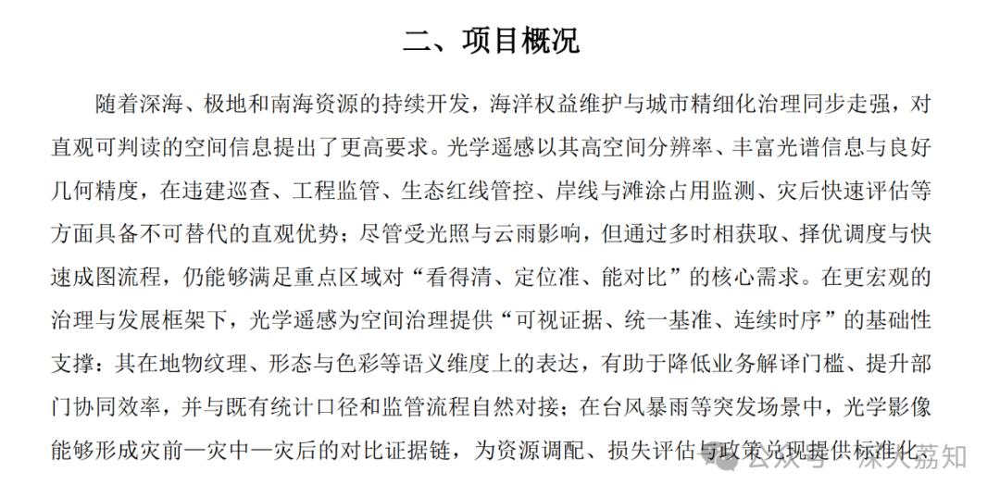 二、项目概况
随着深海、极地和南海资源的持续开发，海洋权益维护与城市精细化治理同步走强，对
直观可判读的空间信息提出了更高要求。光学遥感以其高空间分辨率、丰富光谱信息与良好
几何精度，在违建巡查、工程监管、生态红线管控、岸线与滩涂占用监测、灾后快速评估等
方面具备不可替代的直观优势；尽管受光照与云雨影响，但通过多时相获取、择优调度与快
速成图流程，仍能够满足重点区域对“看得清、定位准、能对比”的核心需求。在更宏观的
治理与发展框架下，光学遥感为空间治理提供“可视证据、统一基准、连续时序”的基础性
支撑：其在地物纹理、形态与色彩等语义维度上的表达，有助于降低业务解译门槛、提升部
门协同效率，并与既有统计口径和监管流程自然对接；在台风暴雨等突发场景中，光学影像
能够形成灾前—灾中—灾后的对比证据链，为资源调配、损失评估与政策兑现提供标准化、
公众号 深人荔知